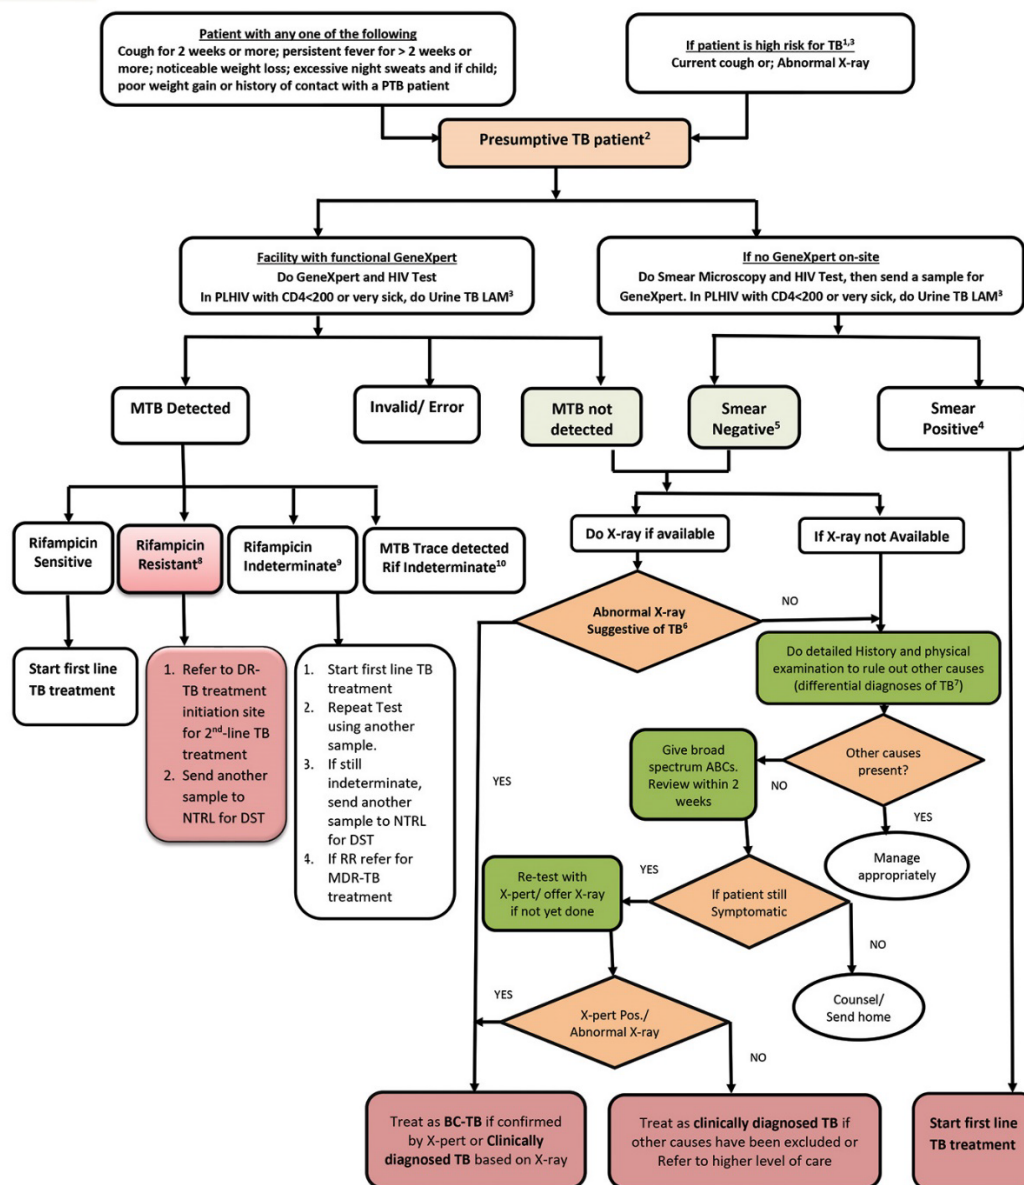 Patient with any one of the following
Cough for 2 weeks or more; persistent fever for > 2 weeks or
more; noticeable weight loss; excessive night sweats and if child;
poor weight gain or history of contact with a PTB patient
If patient is high risk for TB¹,³
Current cough or; Abnormal X-ray
Presumptive TB patient²
Facility with functional GeneXpert
Do GeneXpert and HIV Test
In PLHIV with CD4<200 or very sick, do Urine TB LAM³
If no GeneXpert on-site
Do Smear Microscopy and HIV Test, then send a sample for
GeneXpert. In PLHIV with CD4<200 or very sick, do Urine TB LAM³
MTB Detected
Invalid/ Error
MTB not
detected
Smear
Negative⁵
Smear
Positive⁴
Rifampicin
Sensitive
Rifampicin
Resistant⁸
Rifampicin
Indeterminate⁹
MTB Trace detected
Rif Indeterminate¹⁰
Do X-ray if available
If X-ray not Available
Abnormal X-ray
Suggestive of TB⁶
NO
Start first line
TB treatment
1. Refer to DR-
TB treatment
initiation site
for 2nd-line TB
treatment
2. Send another
sample to
NTRL for DST
1. Start first line TB
treatment
2. Repeat Test
using another
sample.
3. If still
indeterminate,
send another
sample to NTRL
for DST
4. If RR refer for
MDR-TB
treatment
Do detailed History and physical
examination to rule out other causes
(differential diagnoses of TB⁷)
YES
Give broad
spectrum ABCs.
Review within 2
weeks
NO
Other causes
present?
YES
Manage
appropriately
Re-test with
X-pert/ offer X-ray
if not yet done
YES
If patient still
Symptomatic
NO
Counsel/
Send home
YES
X-pert Pos./
Abnormal X-ray
NO
Treat as BC-TB if confirmed
by X-pert or Clinically
diagnosed TB based on X-ray
Treat as clinically diagnosed TB if
other causes have been excluded or
Refer to higher level of care
Start first line
TB treatment